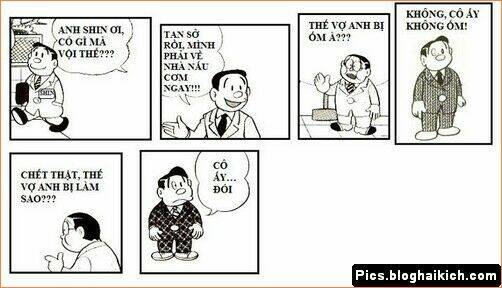 ANH SHIN ƠI,
CÓ GÌ MÀ
VỘI THẾ???
SHIN
TAN SỞ
RỒI, MÌNH
PHẢI VỀ
NHÀ NẤU
CƠM
NGAY!!!
THẾ VỢ ANH BỊ
ỐM À???
KHÔNG, CÔ ẤY
KHÔNG ỐM!
CHẾT THẬT, THẾ
VỢ ANH BỊ LÀM
SAO???
CÔ
ẤY...
ĐÓI
Pics.bloghaikich.com